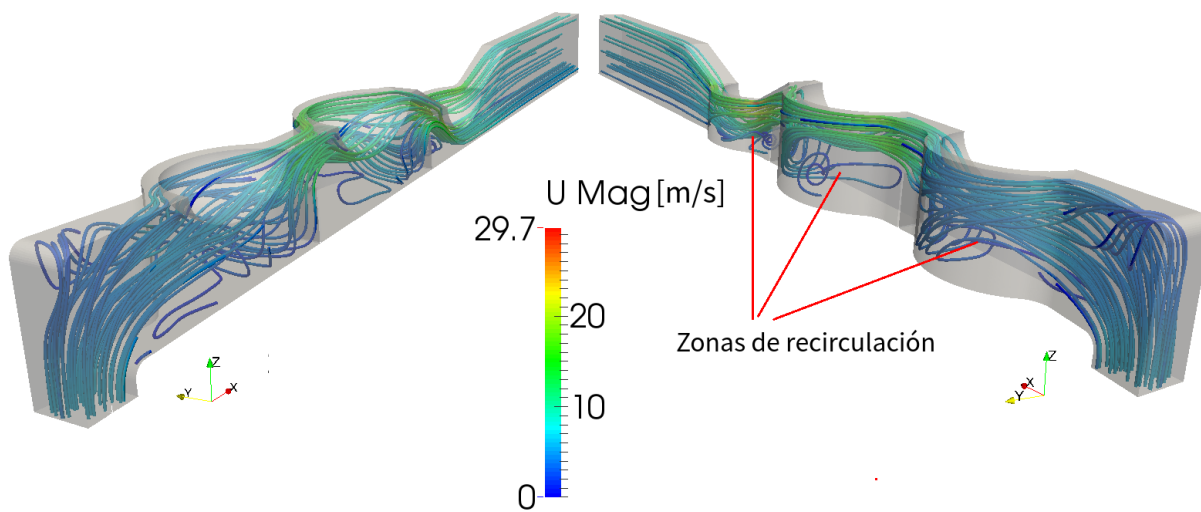 U Mag[m/s]
29.7
20
10
0
Zonas de recirculación
Z
Y
X
Z
X
Y